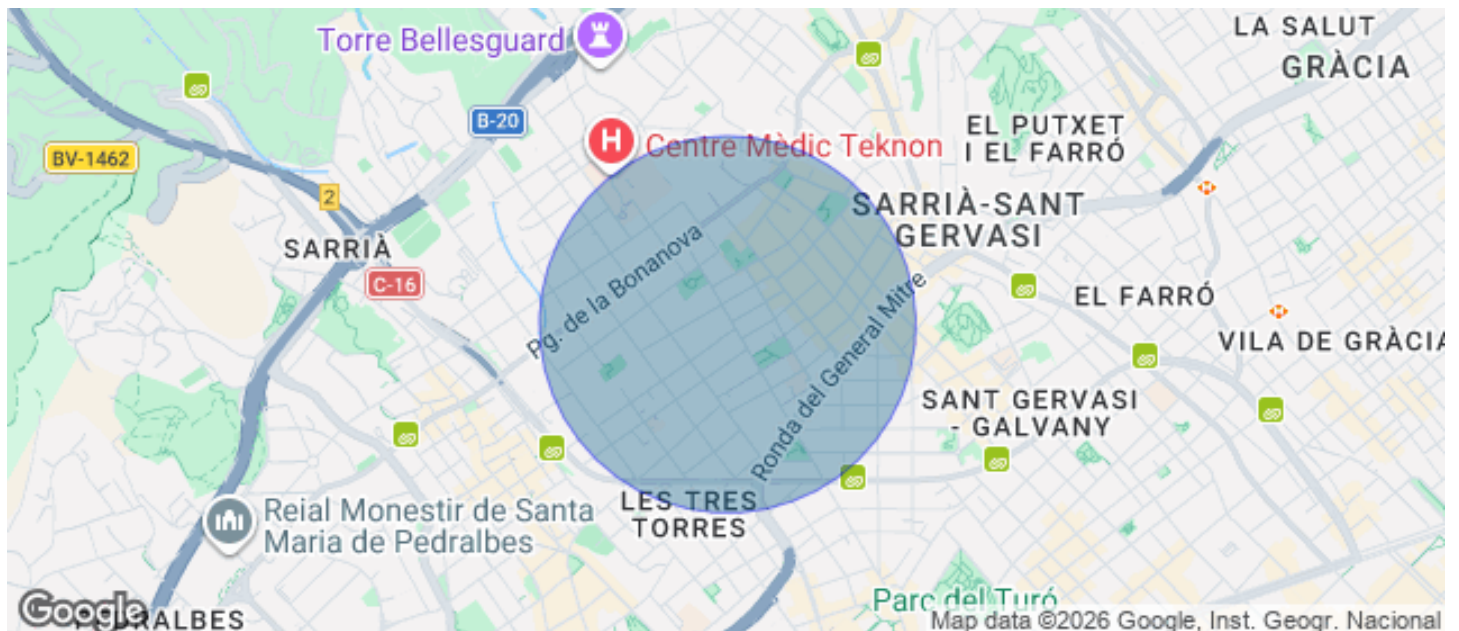 LA SALUT
GRÀCIA
Torre Bellesguard
B-20
EL PUTXET
I EL FARRÓ
H
Centre Mèdic Teknon
BV-1462
2
SARRIÀ-SANT
GERVASI
SARRIÀ
C-16
Pg. de la Bonanova
EL FARRÓ
Ronda del General Mitre
VILA DE GRÀCIA
SANT GERVASI
- GALVANY
LES TRES
TORRES
Reial Monestir de Santa
Maria de Pedralbes
Parc del Turó
Google
PEDRALBES
Map data ©2026 Google, Inst. Geogr. Nacional